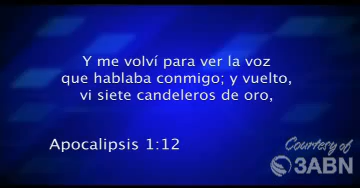 Y me volví para ver la voz
que hablaba conmigo; y vuelto,
vi siete candeleros de oro,
Apocalipsis 1:12
Courtesy of
3ABN